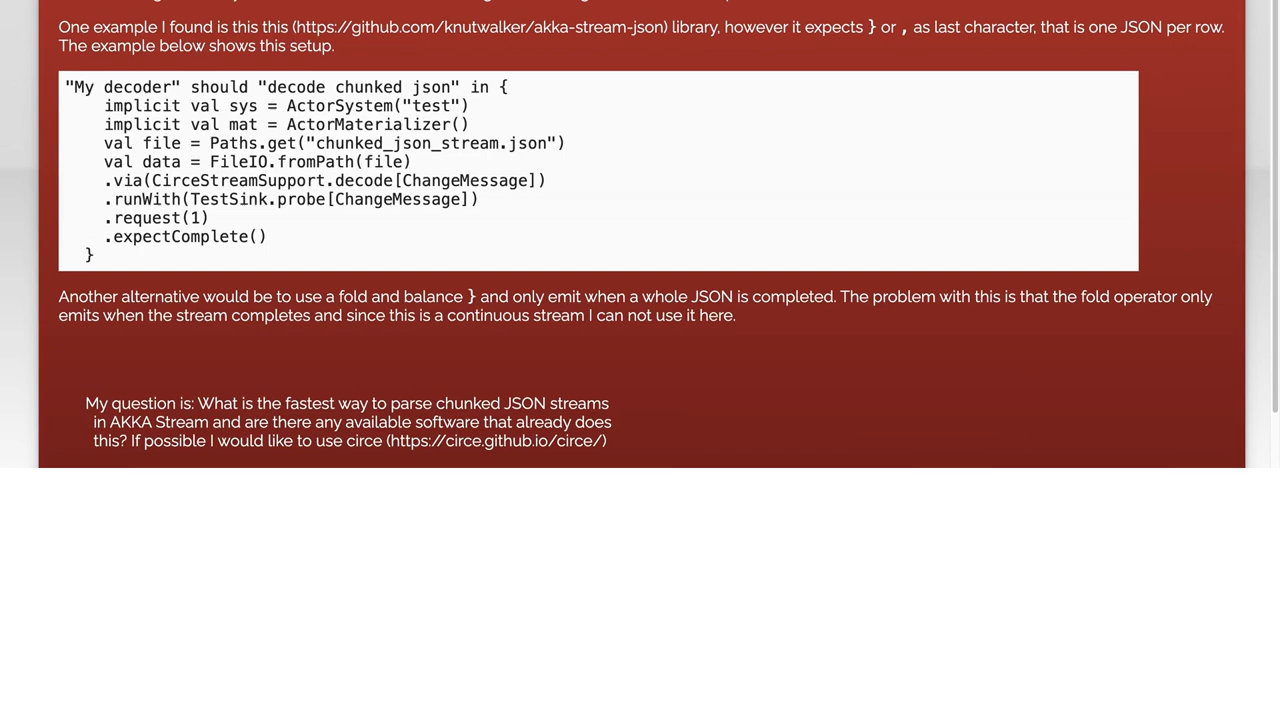 One example I found is this this (https://github.com/knutwalker/akka-stream-json) library, however it expects } or , as last character, that is one JSON per row.
The example below shows this setup.
"My decoder" should "decode chunked json" in {
    implicit val sys = ActorSystem("test")
    implicit val mat = ActorMaterializer()
    val file = Paths.get("chunked_json_stream.json")
    val data = FileIO.fromPath(file)
    .via(CirceStreamSupport.decode[ChangeMessage])
    .runWith(TestSink.probe[ChangeMessage])
    .request(1)
    .expectComplete()
  }
Another alternative would be to use a fold and balance } and only emit when a whole JSON is completed. The problem with this is that the fold operator only
emits when the stream completes and since this is a continuous stream I can not use it here.
My question is: What is the fastest way to parse chunked JSON streams
in AKKA Stream and are there any available software that already does
this? If possible I would like to use circe (https://circe.github.io/circe/)